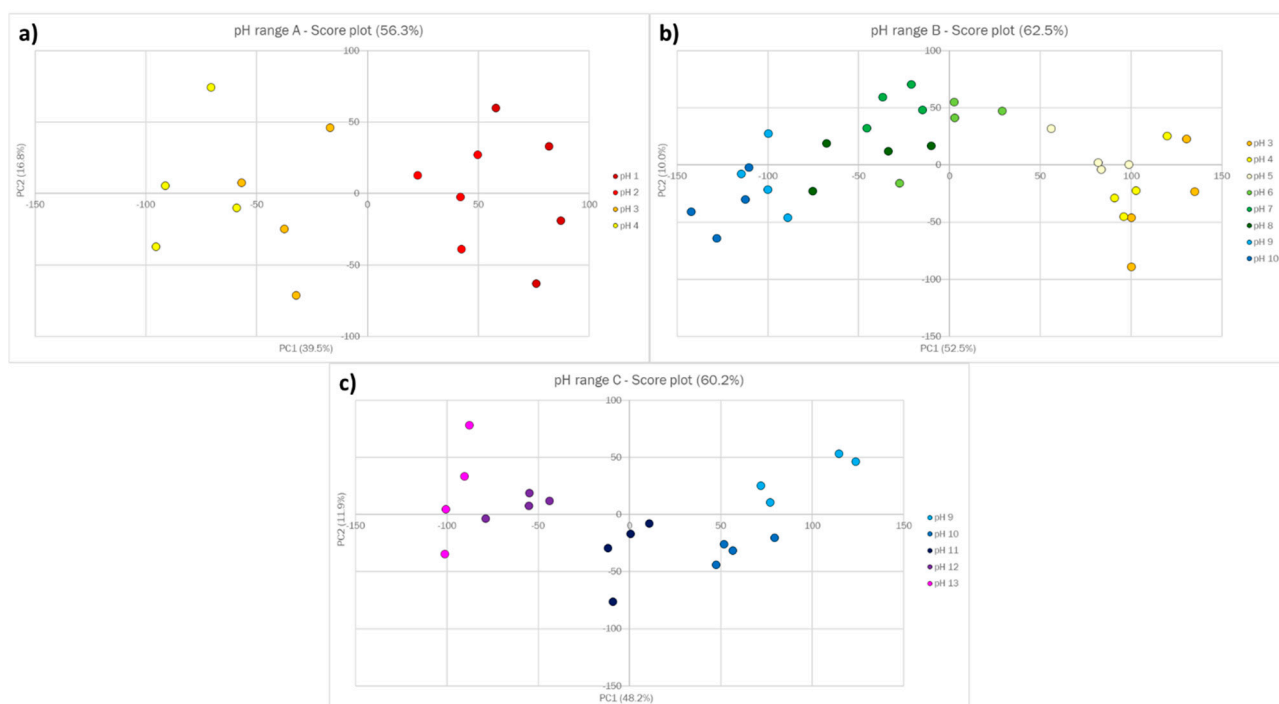 a)
pH range A - Score plot (56.3%)
100
50
0
-150
-100
-50
0
50
100
-50
-100
PC2 (16.8%)
PC1 (39.5%)
pH 1
pH 2
pH 3
pH 4
b)
pH range B - Score plot (62.5%)
100
50
0
-150
-100
-50
0
50
100
150
-50
-100
-150
PC2 (10.0%)
PC1 (52.5%)
pH 3
pH 4
pH 5
pH 6
pH 7
pH 8
pH 9
pH 10
c)
pH range C - Score plot (60.2%)
100
50
0
-150
-100
-50
0
50
100
150
-50
-100
-150
PC2 (11.9%)
PC1 (48.2%)
pH 9
pH 10
pH 11
pH 12
pH 13